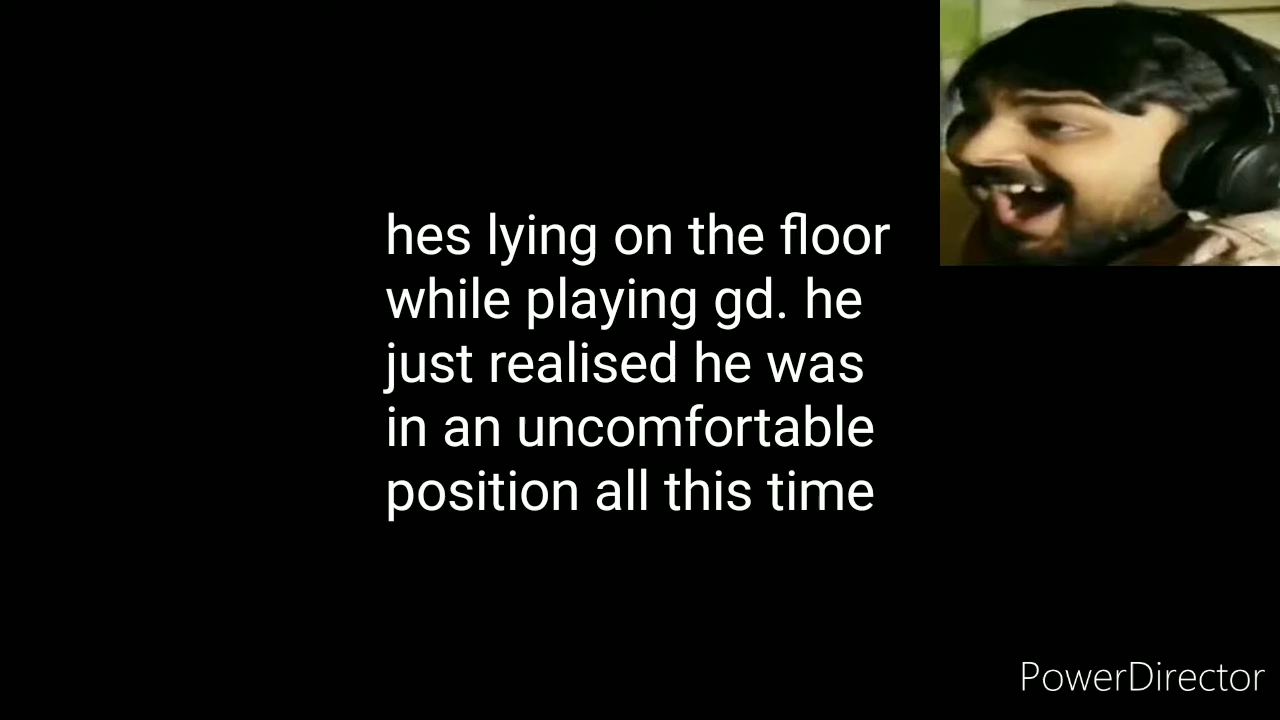 hes lying on the floor
while playing gd. he
just realised he was
in an uncomfortable
position all this time
PowerDirector